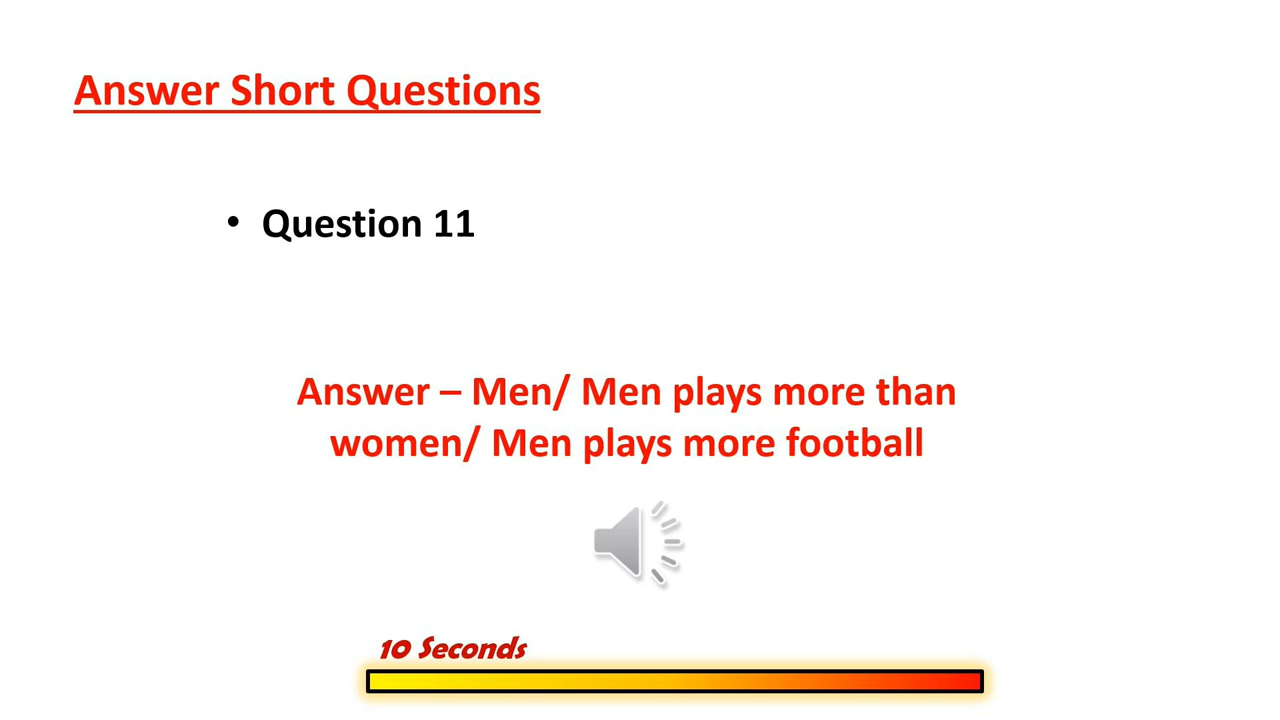 Answer Short Questions
• Question 11
Answer – Men/ Men plays more than
women/ Men plays more football
10 Seconds